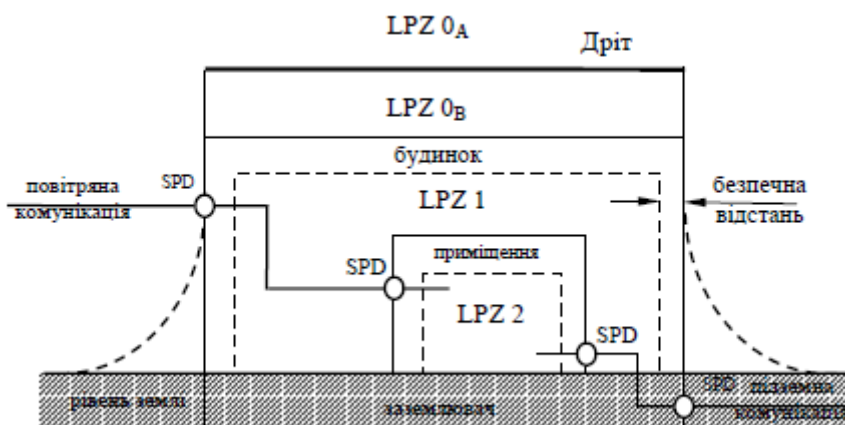 LPZ 0A
Дріт
LPZ 0B
будинок
повітряна
комунікація
SPD
LPZ 1
безпечна
відстань
приміщення
SPD
LPZ 2
SPD
рівень землі
заземлювач
SPD
підземна
комунікація